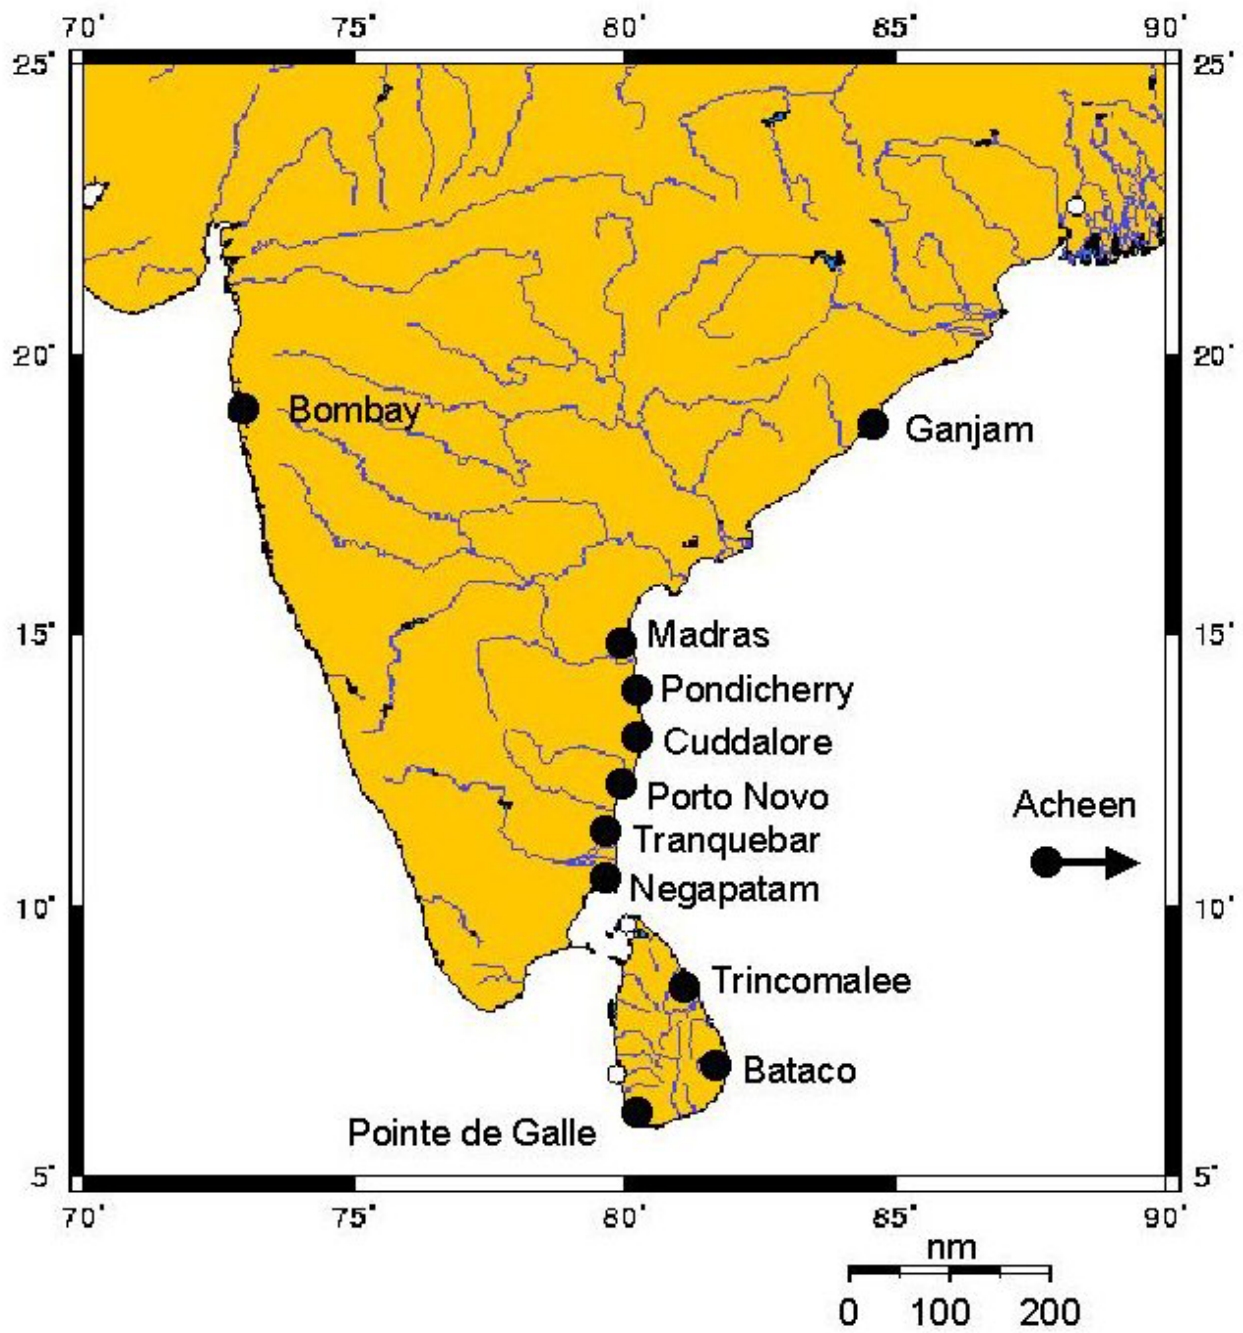 70° 75° 80° 85° 90°
25° 25°
20° 20°
Bombay
Ganjam
15° 15°
Madras
Pondicherry
Cuddalore
Porto Novo
Acheen
Tranquebar
Negapatam
10° 10°
Trincomalee
Bataco
Pointe de Galle
5° 5°
70° 75° 80° 85° 90°
nm
0 100 200